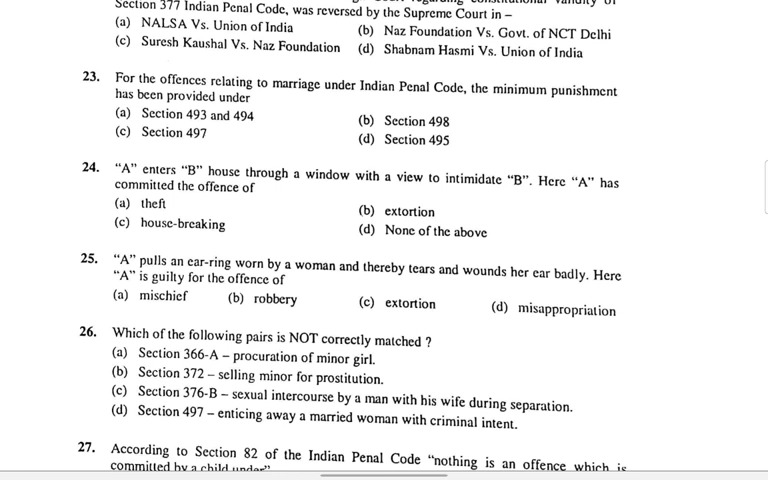 Section 377 Indian Penal Code, was reversed by the Supreme Court in –
(a) NALSA Vs. Union of India (b) Naz Foundation Vs. Govt. of NCT Delhi
(c) Suresh Kaushal Vs. Naz Foundation (d) Shabnam Hasmi Vs. Union of India
23. For the offences relating to marriage under Indian Penal Code, the minimum punishment
has been provided under
(a) Section 493 and 494 (b) Section 498
(c) Section 497 (d) Section 495
24. “A” enters “B” house through a window with a view to intimidate “B”. Here “A” has
committed the offence of
(a) theft (b) extortion
(c) house-breaking (d) None of the above
25. “A” pulls an ear-ring worn by a woman and thereby tears and wounds her ear badly. Here
“A” is guilty for the offence of
(a) mischief (b) robbery (c) extortion (d) misappropriation
26. Which of the following pairs is NOT correctly matched ?
(a) Section 366-A – procuration of minor girl.
(b) Section 372 – selling minor for prostitution.
(c) Section 376-B – sexual intercourse by a man with his wife during separation.
(d) Section 497 – enticing away a married woman with criminal intent.
27. According to Section 82 of the Indian Penal Code “nothing is an offence which is
committed by a child under”